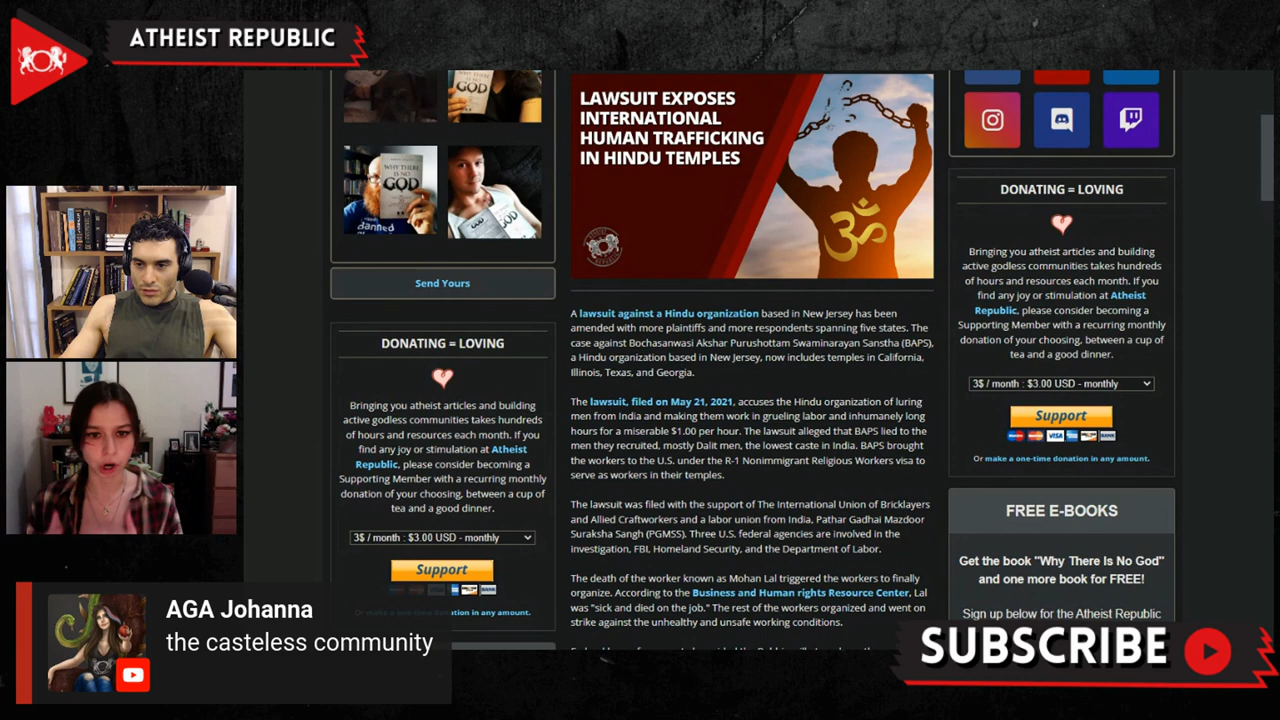 ATHEIST REPUBLIC
GOD
WHY THERE
IS NO
GOD
Banned
GOD
Send Yours
DONATING = LOVING
Bringing you atheist articles and building
active godless communities takes hundreds
of hours and resources each month. If you
find any joy or stimulation at Atheist
Republic, please consider becoming a
Supporting Member with a recurring monthly
donation of your choosing, between a cup of
tea and a good dinner.
3$ / month : $3.00 USD - monthly
Support
Or make a one-time donation in any amount.
LAWSUIT EXPOSES
INTERNATIONAL
HUMAN TRAFFICKING
IN HINDU TEMPLES
ॐ
A lawsuit against a Hindu organization based in New Jersey has been
amended with more plaintiffs and more respondents spanning five states. The
case against Bochasanwasi Akshar Purushottam Swaminarayan Sanstha (BAPS),
a Hindu organization based in New Jersey, now includes temples in California,
Illinois, Texas, and Georgia.
The lawsuit, filed on May 21, 2021, accuses the Hindu organization of luring
men from India and making them work in grueling labor and inhumanely long
hours for a miserable $1.00 per hour. The lawsuit alleged that BAPS lied to the
men they recruited, mostly Dalit men, the lowest caste in India. BAPS brought
the workers to the U.S. under the R-1 Nonimmigrant Religious Workers visa to
serve as workers in their temples.
The lawsuit was filed with the support of The International Union of Bricklayers
and Allied Craftworkers and a labor union from India, Pathar Gadhai Mazdoor
Suraksha Sangh (PGMSS). Three U.S. federal agencies are involved in the
investigation, FBI, Homeland Security, and the Department of Labor.
The death of the worker known as Mohan Lal triggered the workers to finally
organize. According to the Business and Human rights Resource Center, Lal
was "sick and died on the job." The rest of the workers organized and went on
strike against the unhealthy and unsafe working conditions.
DONATING = LOVING
Bringing you atheist articles and building
active godless communities takes hundreds
of hours and resources each month. If you
find any joy or stimulation at Atheist
Republic, please consider becoming a
Supporting Member with a recurring monthly
donation of your choosing, between a cup of
tea and a good dinner.
3$ / month : $3.00 USD - monthly
Support
VISA
BANK
Or make a one-time donation in any amount.
FREE E-BOOKS
Get the book "Why There Is No God"
and one more book for FREE!
Sign up below for the Atheist Republic
AGA Johanna
the casteless community
SUBSCRIBE